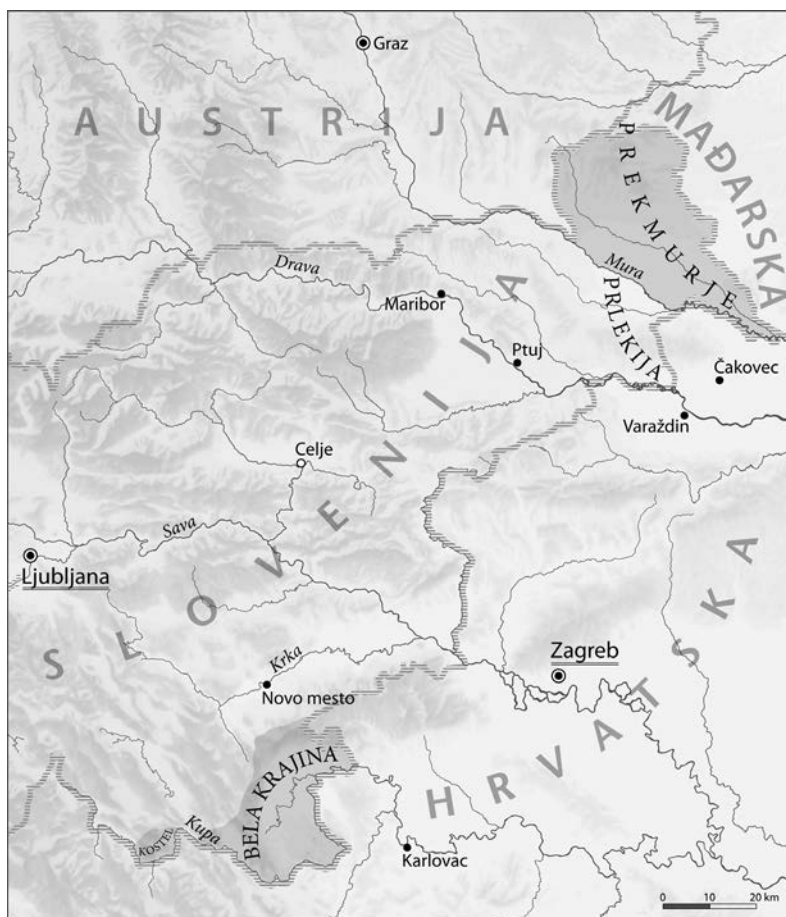 Graz
AUSTRIJA
MAĐARSKA
PREKMURJE
Drava
Mura
Maribor
PRLEKIJA
Ptuj
Čakovec
Varaždin
Celje
SLOVENIJA
Sava
Ljubljana
Krka
Zagreb
Novo mesto
HRVATSKA
BELA KRAJINA
Kupa
KOSTEL
Karlovac
0 10 20 km